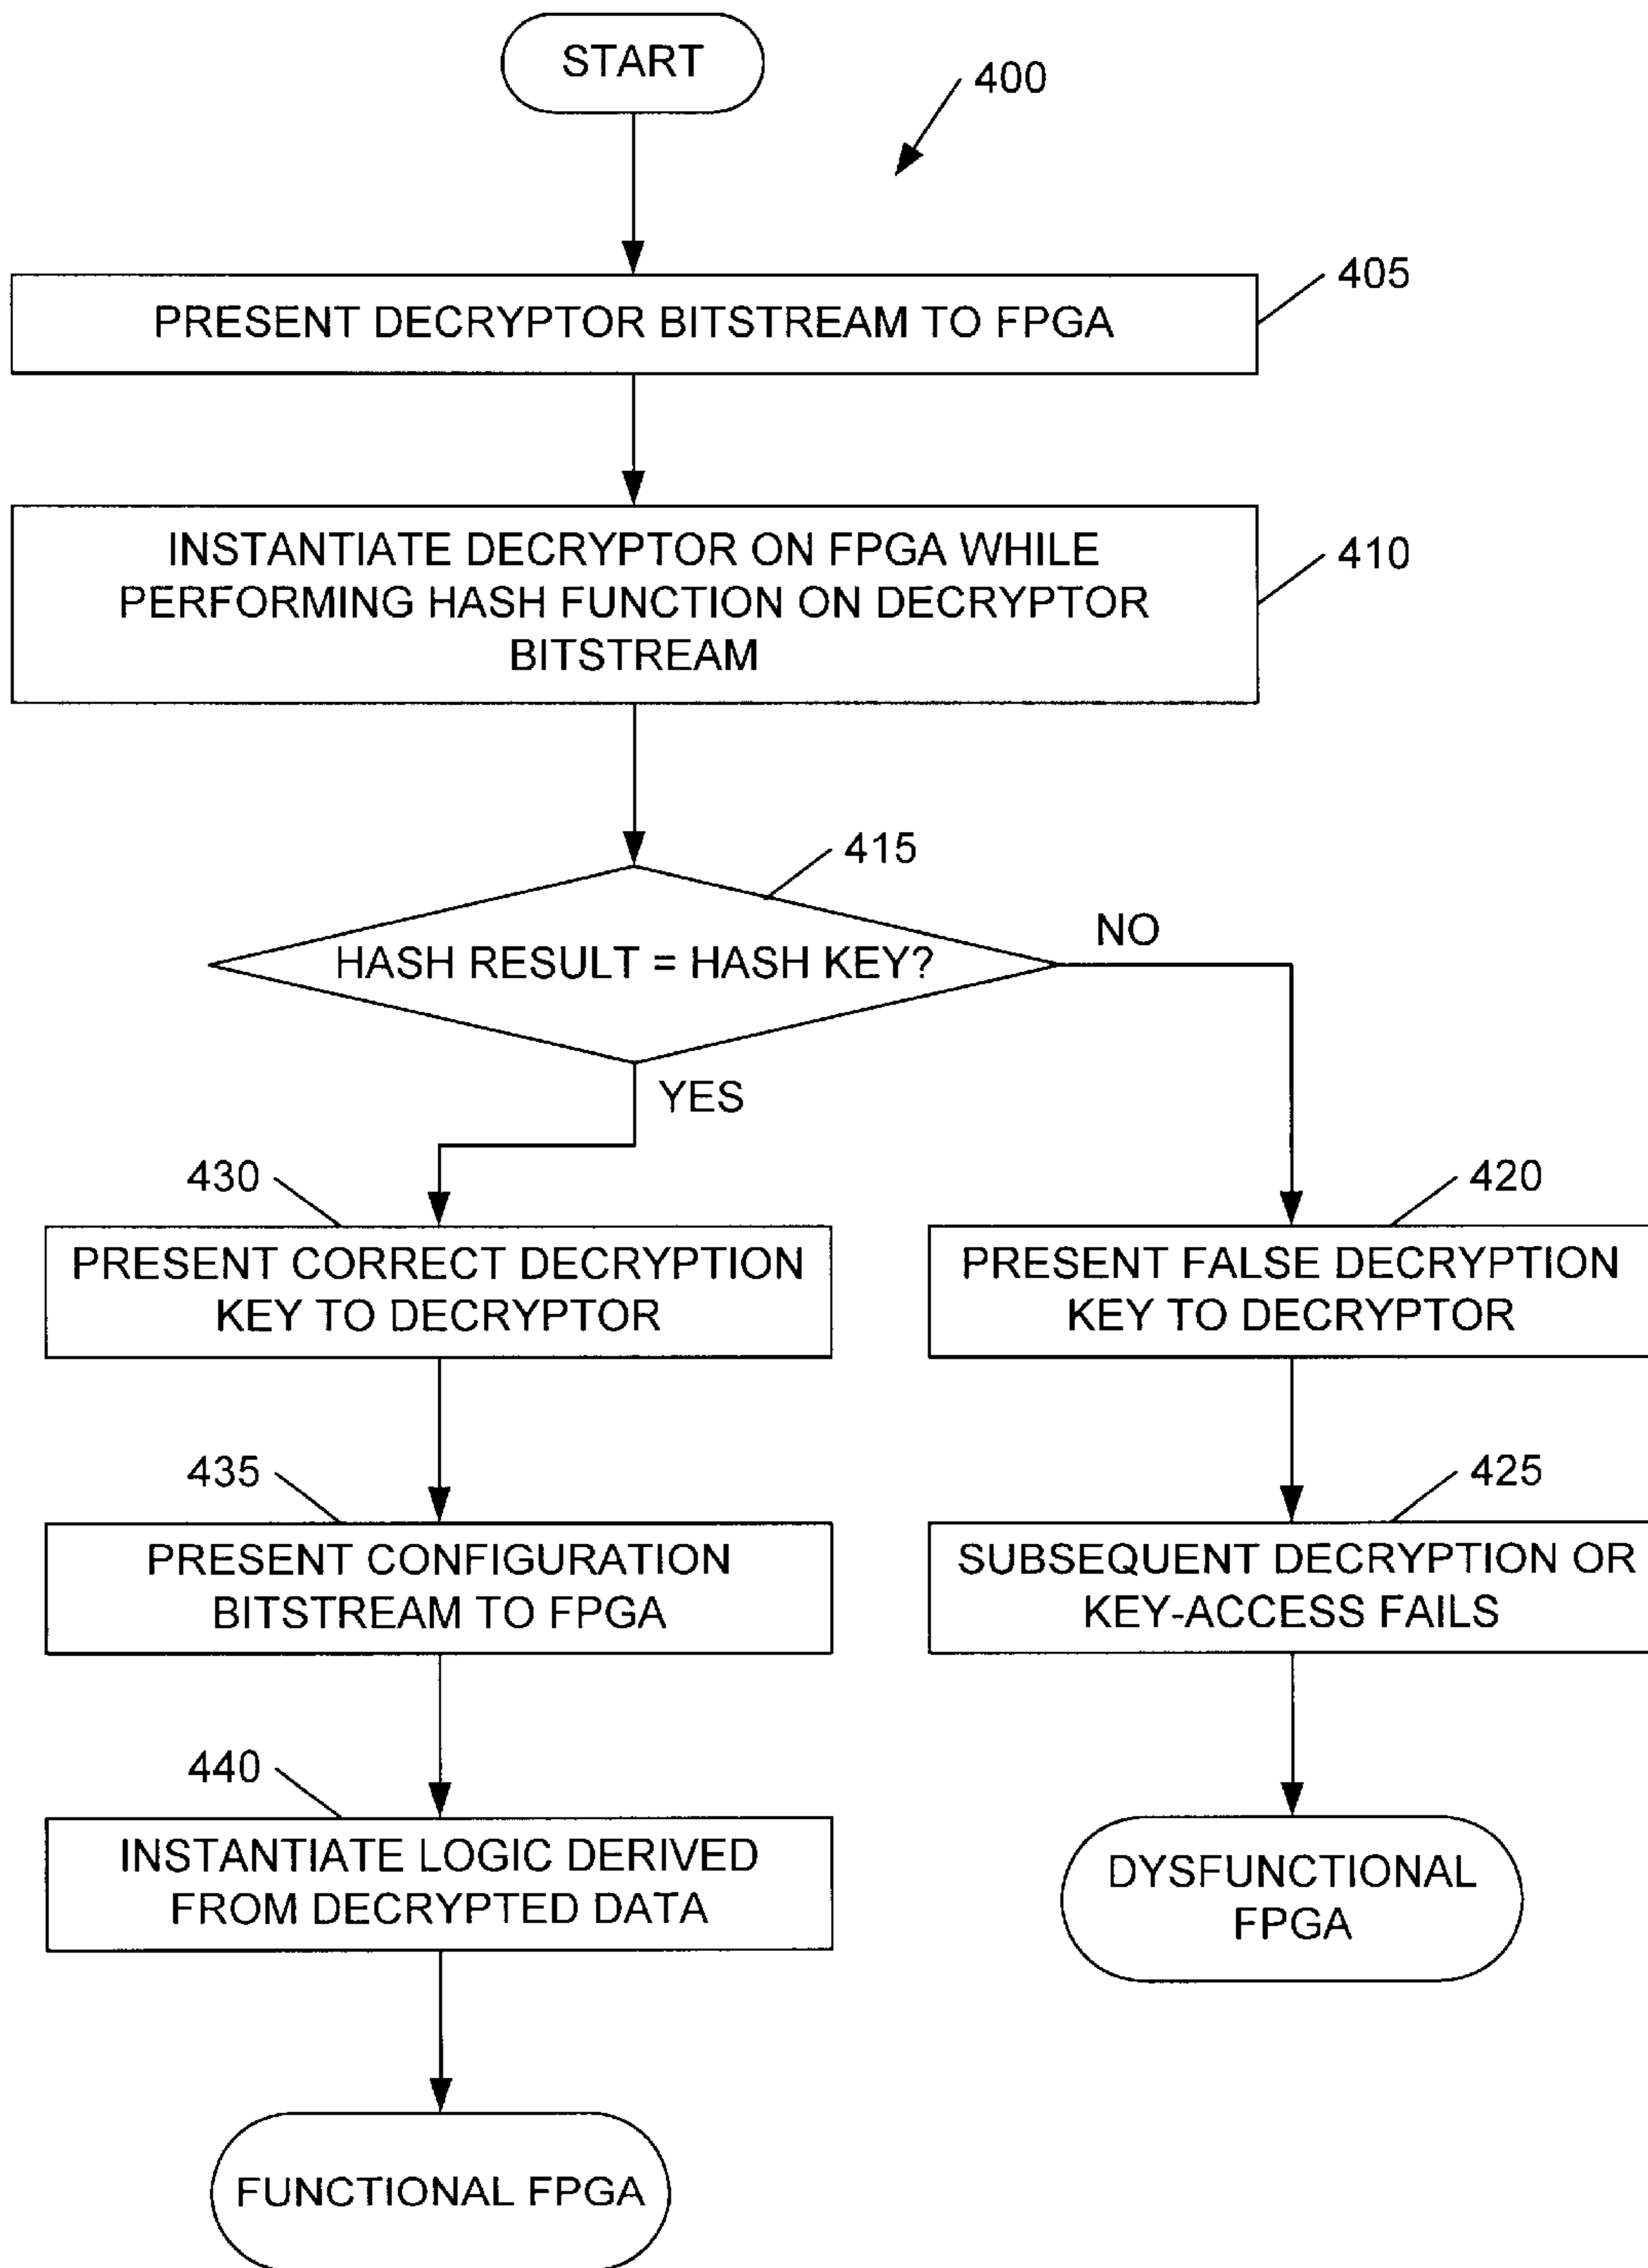 START
400
405
PRESENT DECRYPTOR BITSTREAM TO FPGA
410
INSTANTIATE DECRYPTOR ON FPGA WHILE
PERFORMING HASH FUNCTION ON DECRYPTOR
BITSTREAM
415
HASH RESULT = HASH KEY?
NO
YES
430
PRESENT CORRECT DECRYPTION
KEY TO DECRYPTOR
420
PRESENT FALSE DECRYPTION
KEY TO DECRYPTOR
435
PRESENT CONFIGURATION
BITSTREAM TO FPGA
425
SUBSEQUENT DECRYPTION OR
KEY-ACCESS FAILS
440
INSTANTIATE LOGIC DERIVED
FROM DECRYPTED DATA
DYSFUNCTIONAL
FPGA
FUNCTIONAL FPGA